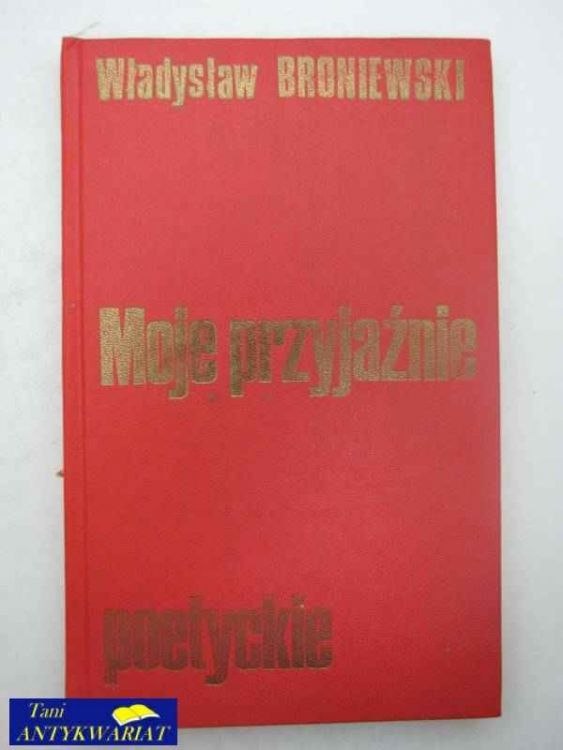 Władysław BRONIEWSKI
Moje przyjaźnie
poetyckie
Tani
ANTYKWARIAT